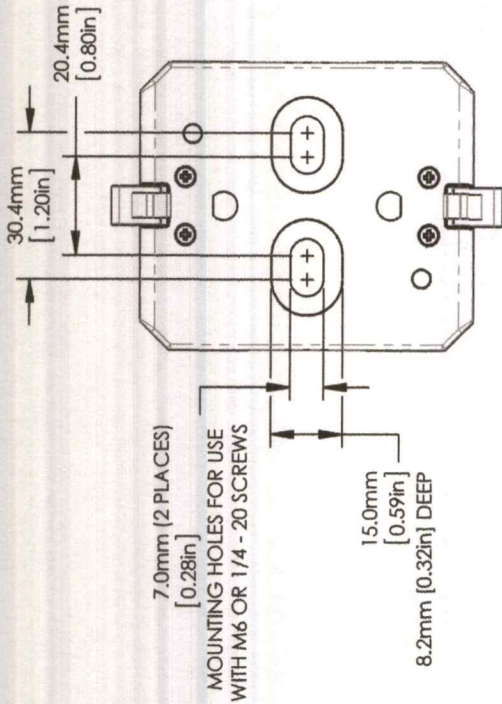 30.4mm
[1.20in]
20.4mm
[0.80in]
7.0mm (2 PLACES)
[0.28in]
MOUNTING HOLES FOR USE
WITH M6 OR 1/4 - 20 SCREWS
15.0mm
[0.59in]
8.2mm [0.32in] DEEP